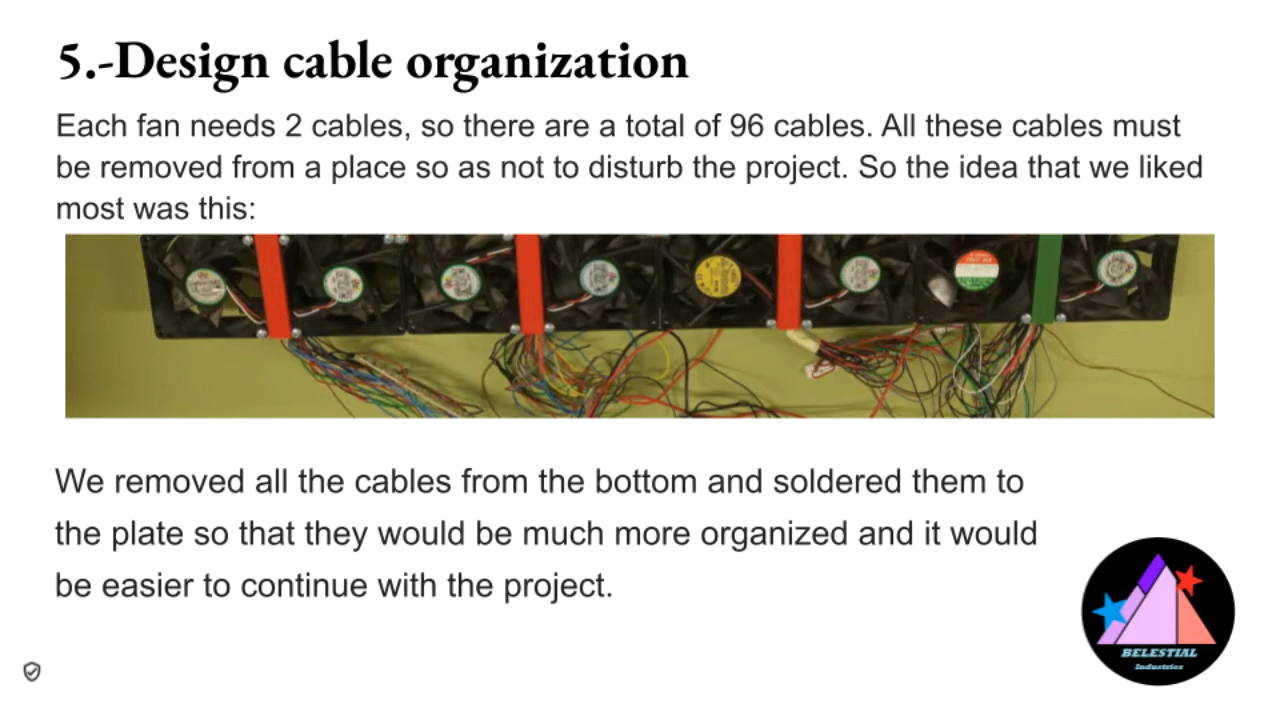 5.-Design cable organization
Each fan needs 2 cables, so there are a total of 96 cables. All these cables must
be removed from a place so as not to disturb the project. So the idea that we liked
most was this:
We removed all the cables from the bottom and soldered them to
the plate so that they would be much more organized and it would
be easier to continue with the project.
BELESTIAL
Industries